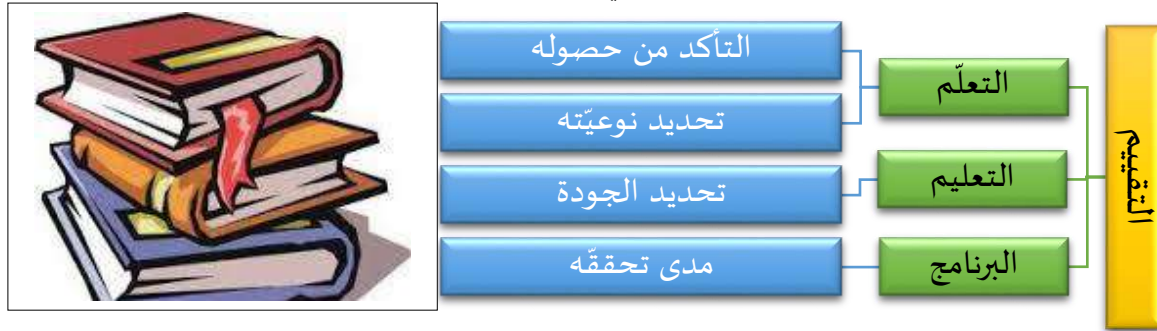 التقييم
التعلّم
التأكد من حصوله
تحديد نوعيّته
التعليم
تحديد الجودة
البرنامج
مدى تحققّه